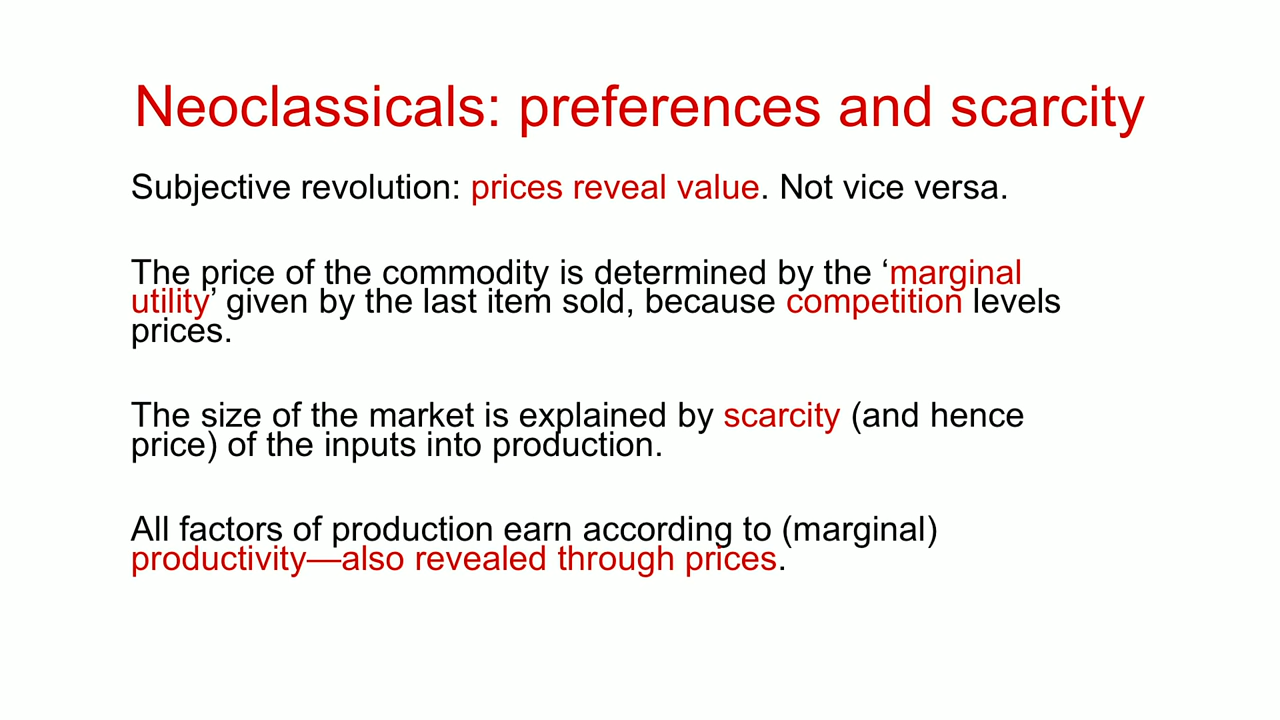 Neoclassicals: preferences and scarcity
Subjective revolution: prices reveal value. Not vice versa.
The price of the commodity is determined by the ‘marginal
utility’ given by the last item sold, because competition levels
prices.
The size of the market is explained by scarcity (and hence
price) of the inputs into production.
All factors of production earn according to (marginal)
productivity—also revealed through prices.